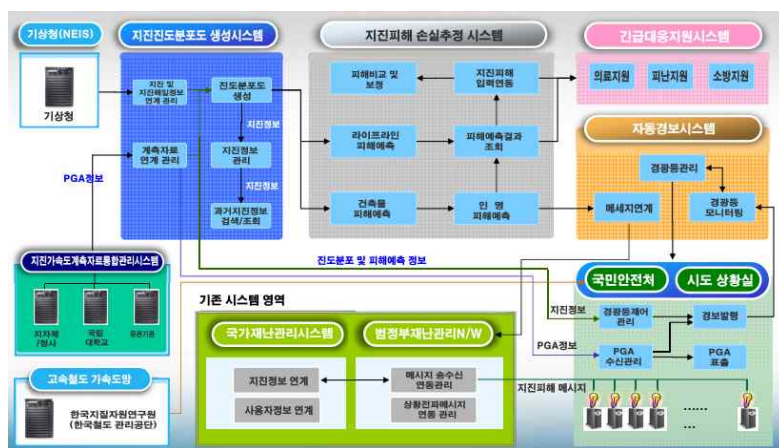 기상청(NEIS)
기상청
지진진도분포도 생성시스템
지진 및
지진해일정보
연계 관리
진도분포도
생성
지진정보
계측자료
연계 관리
지진정보
관리
지진정보
과거지진정보
검색/조회
PGA정보
지진피해 손실추정 시스템
피해비교 및
보정
지진피해
입력연동
라이프라인
피해예측
피해예측결과
조회
건축물
피해예측
인 명
피해예측
긴급대응지원시스템
의료지원
피난지원
소방지원
자동경보시스템
경광등관리
메세지연계
경광등
모니터링
지진가속도계측자료통합관리시스템
지자체
/청사
국립
대학교
유관기관
고속철도 가속도망
한국지질자원연구원
(한국철도 관리공단)
진도분포 및 피해예측 정보
기존 시스템 영역
국가재난관리시스템
지진정보 연계
사용자정보 연계
범정부재난관리N/W
메시지 송수신
연동관리
상황전파메시지
연동 관리
국민안전처
시도 상황실
지진정보
경광등제어
관리
경보발령
PGA정보
PGA
수신관리
PGA
표출
지진피해 메시지
......
...